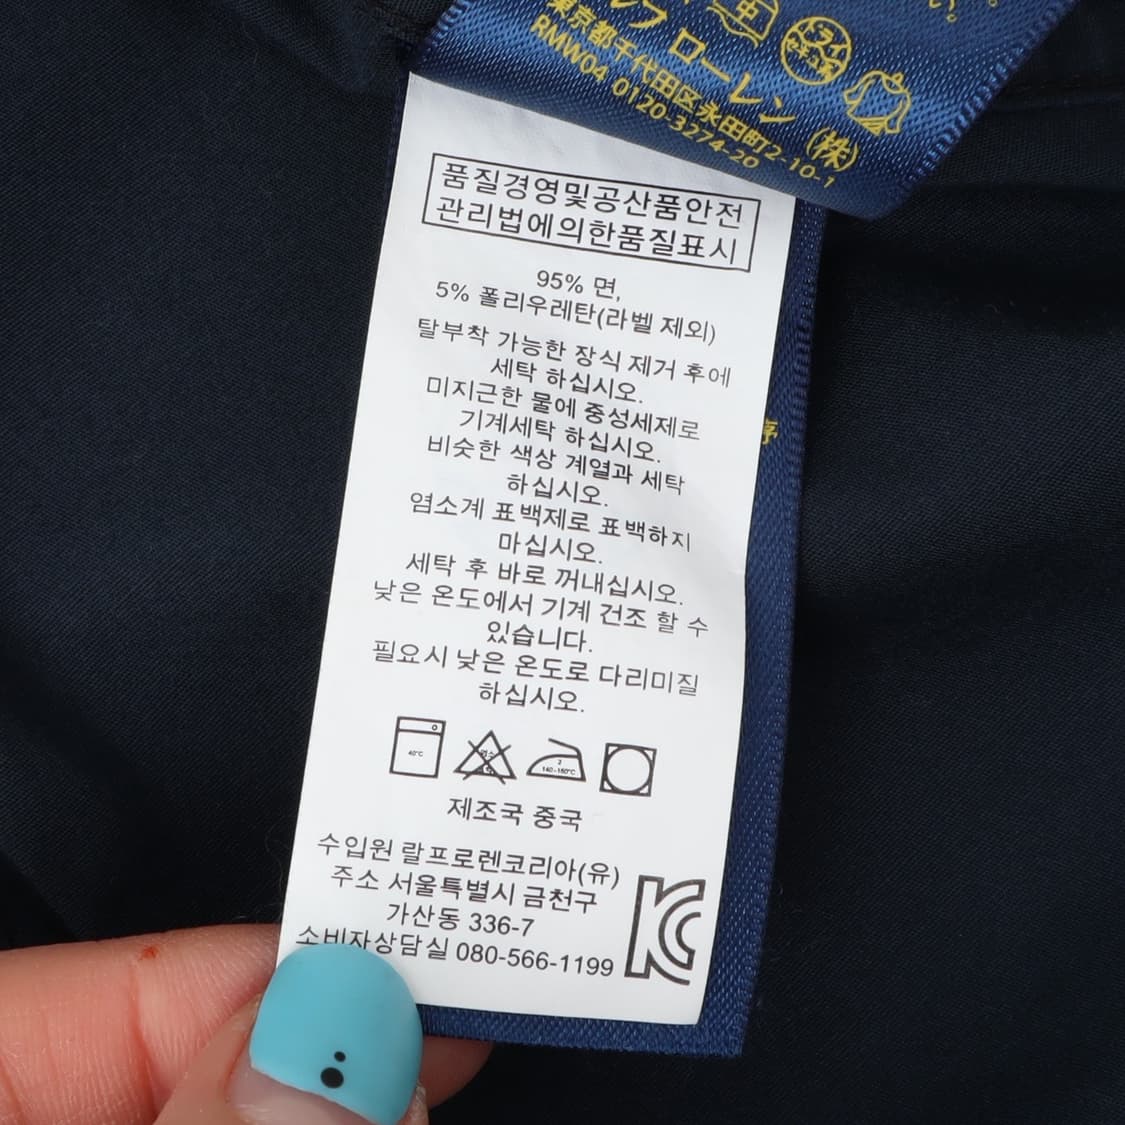 ローレン (株)
東京都千代田区永田町2-10-1
RMW04 0120-3274-20
품질경영및공산품안전
관리법에의한품질표시
95% 면,
5% 폴리우레탄(라벨 제외)
탈부착 가능한 장식 제거 후에
세탁 하십시오.
미지근한 물에 중성세제로
기계세탁 하십시오.
비슷한 색상 계열과 세탁
하십시오.
염소계 표백제로 표백하지
마십시오.
세탁 후 바로 꺼내십시오.
낮은 온도에서 기계 건조 할 수
있습니다.
필요시 낮은 온도로 다리미질
하십시오.
40°C
염소
2
140-160°C
제조국 중국
수입원 랄프로렌코리아(유)
주소 서울특별시 금천구
가산동 336-7
소비자상담실 080-566-1199
KC